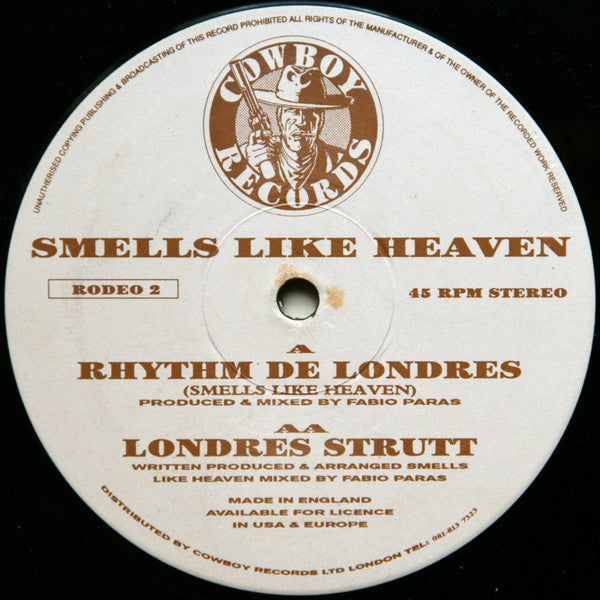 UNAUTHERISED COPYING PUBLISHING & BROADCASTING OF THIS RECORD PROHIBITED ALL RIGHTS OF THE MANUFACTURER & OF THE OWNER OF THE RECORDED WORK RESERVED
COWBOY
RECORDS
SMELLS LIKE HEAVEN
RODEO 2
45 RPM STEREO
A
RHYTHM DE LONDRES
(SMELLS LIKE HEAVEN)
PRODUCED & MIXED BY FABIO PARAS
AA
LONDRES STRUTT
WRITTEN PRODUCED & ARRANGED SMELLS
LIKE HEAVEN MIXED BY FABIO PARAS
MADE IN ENGLAND
AVAILABLE FOR LICENCE
IN USA & EUROPE
DISTRIBUTED BY COWBOY RECORDS LTD LONDON TEL: 081-813 7323